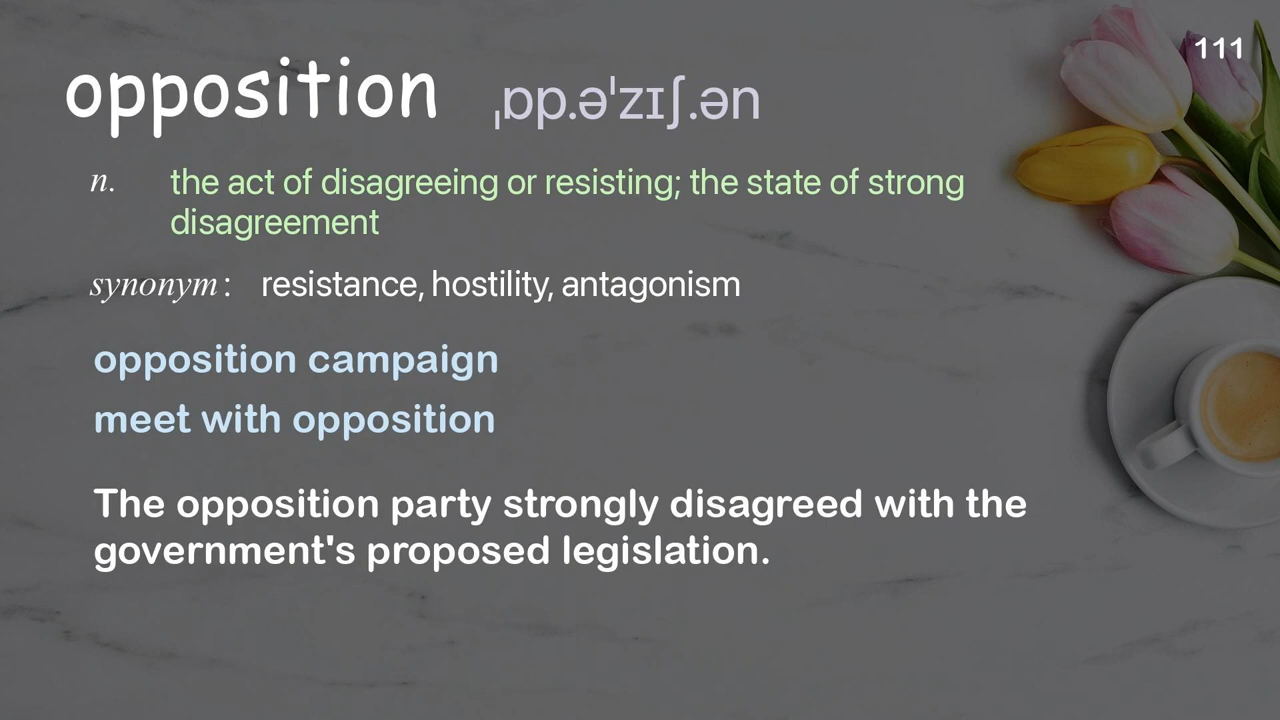 111
opposition ˌɒp.əˈzɪʃ.ən
n. the act of disagreeing or resisting; the state of strong
disagreement
synonym: resistance, hostility, antagonism
opposition campaign
meet with opposition
The opposition party strongly disagreed with the
government's proposed legislation.